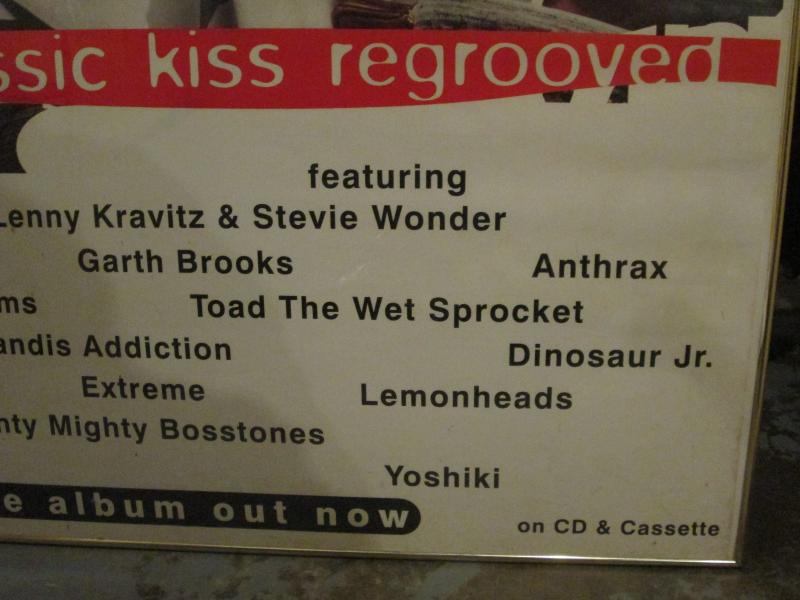 ssic kiss regrooved
featuring
Lenny Kravitz & Stevie Wonder
Garth Brooks Anthrax
ms Toad The Wet Sprocket
andis Addiction Dinosaur Jr.
Extreme Lemonheads
hty Mighty Bosstones
Yoshiki
e album out now
on CD & Cassette